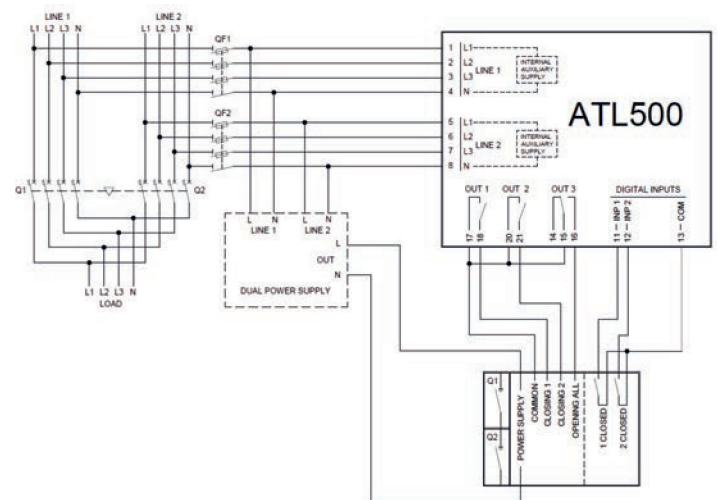 LINE 1 LINE 2
L1 L2 L3 N L1 L2 L3 N
QF1
1 L1
2 L2
3 L3
4 N
LINE 1
INTERNAL
AUXILIARY
SUPPLY
ATL500
QF2
5 L1
6 L2
7 L3
8 N
LINE 2
INTERNAL
AUXILIARY
SUPPLY
Q1 Q2
OUT 1 OUT 2 OUT 3 DIGITAL INPUTS
17 18 20 21 14 15 16 11 – INP 1 12 – INP 2 13 – COM
L N L N
LINE 1 LINE 2
L
OUT
N
DUAL POWER SUPPLY
L1 L2 L3 N
LOAD
Q1
Q2
POWER SUPPLY
COMMON
CLOSING 1
CLOSING 2
OPENING ALL
1 CLOSED
2 CLOSED